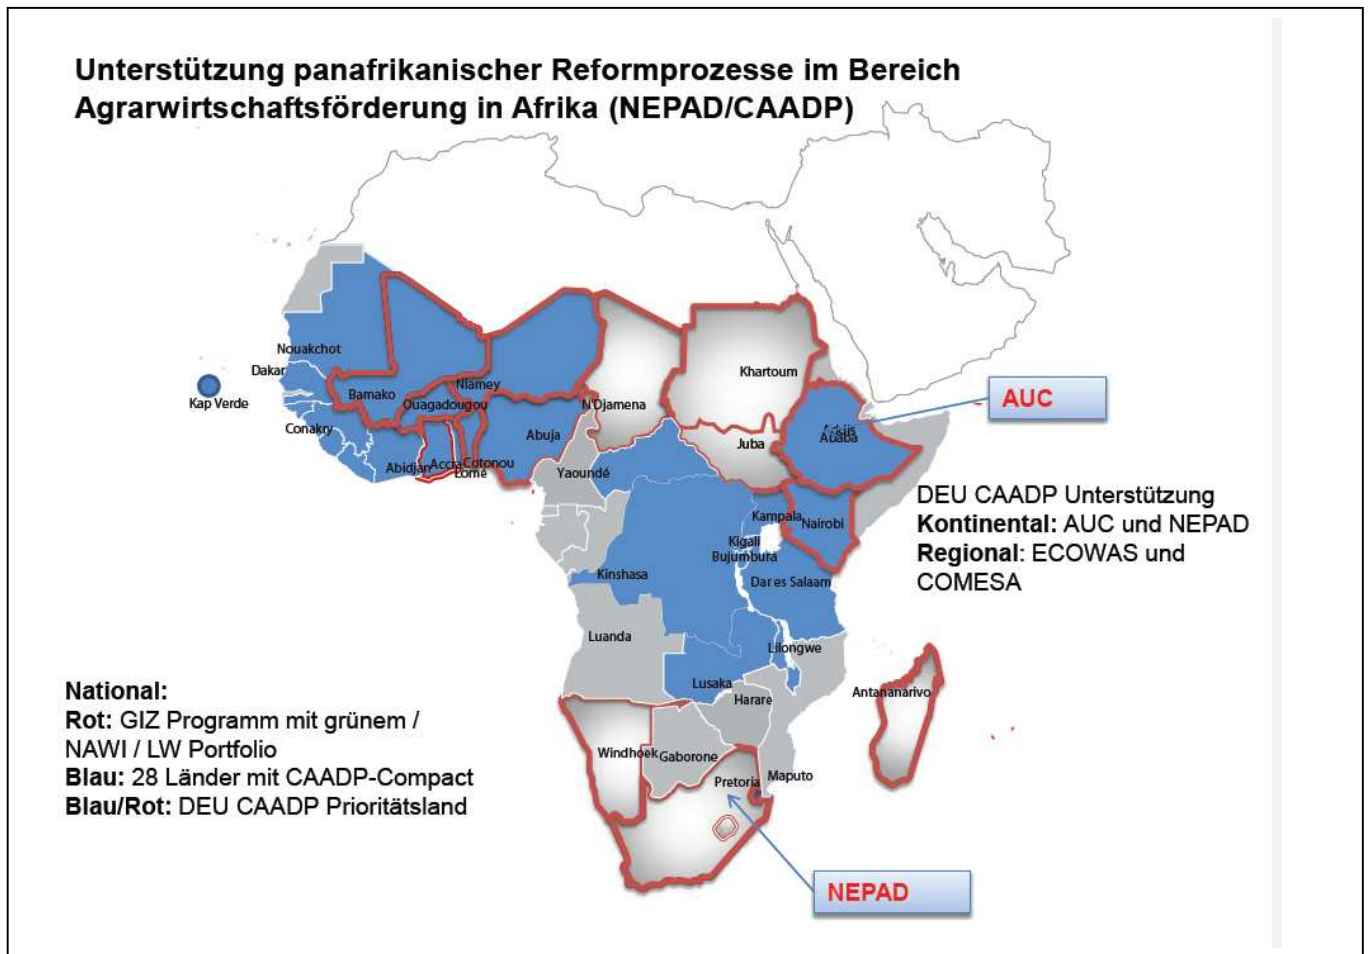 Unterstützung panafrikanischer Reformprozesse im Bereich
Agrarwirtschaftsförderung in Afrika (NEPAD/CAADP)
Nouakchot
Dakar
Kap Verde
Bamako
Niamey
Ouagadougou
Conakry
Abidjan
Accra
Lomé
Cotonou
Abuja
N'Djamena
Yaoundé
Khartoum
Juba
Ababa
AUC
Kampala
Nairobi
Kigali
Bujumbura
Kinshasa
Dar es Salaam
DEU CAADP Unterstützung
Kontinental: AUC und NEPAD
Regional: ECOWAS und
COMESA
Luanda
Lilongwe
Lusaka
Harare
Antananarivo
Windhoek
Gaborone
Pretoria
Maputo
National:
Rot: GIZ Programm mit grünem /
NAWI / LW Portfolio
Blau: 28 Länder mit CAADP-Compact
Blau/Rot: DEU CAADP Prioritätsland
NEPAD